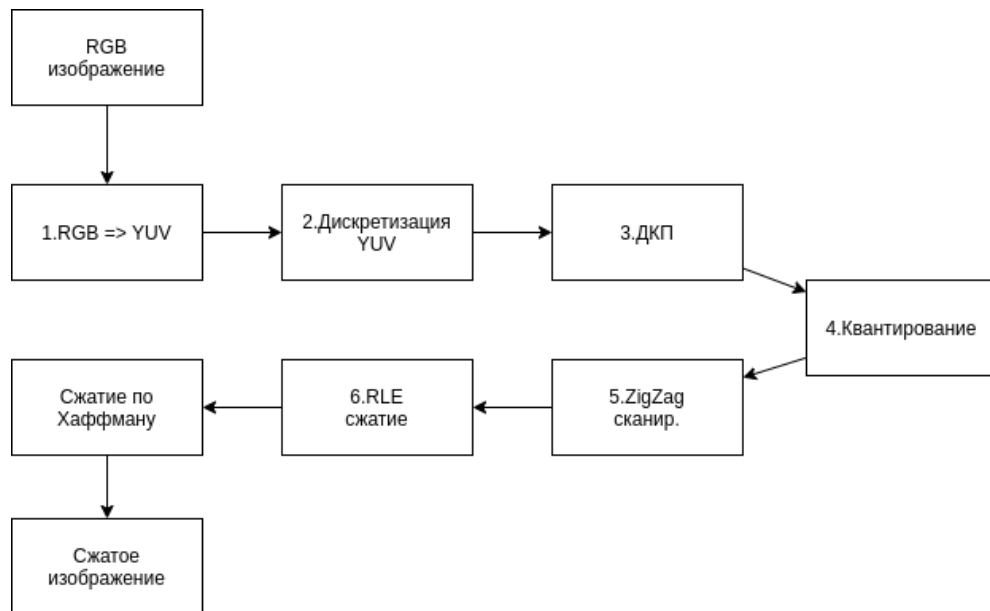 RGB
изображение
1.RGB => YUV
2.Дискретизация
YUV
3.ДКП
4.Квантирование
5.ZigZag
сканир.
6.RLE
сжатие
Сжатие по
Хаффману
Сжатое
изображение